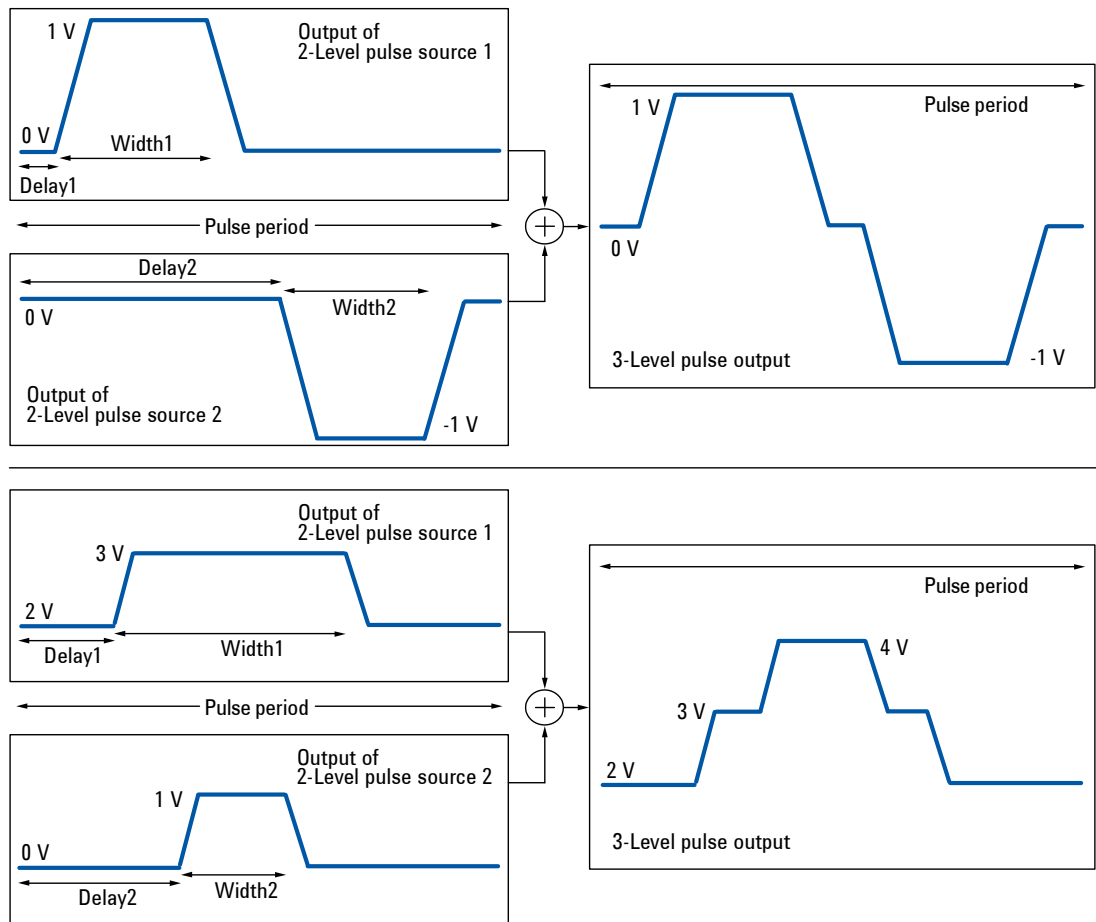 1 V
Output of
2-Level pulse source 1
0 V
Width1
Delay1
Pulse period
Delay2
Width2
0 V
Output of
2-Level pulse source 2
-1 V
Pulse period
1 V
0 V
3-Level pulse output
-1 V
Output of
2-Level pulse source 1
3 V
2 V
Delay1
Width1
Pulse period
Output of
2-Level pulse source 2
1 V
0 V
Delay2
Width2
Pulse period
4 V
3 V
2 V
3-Level pulse output